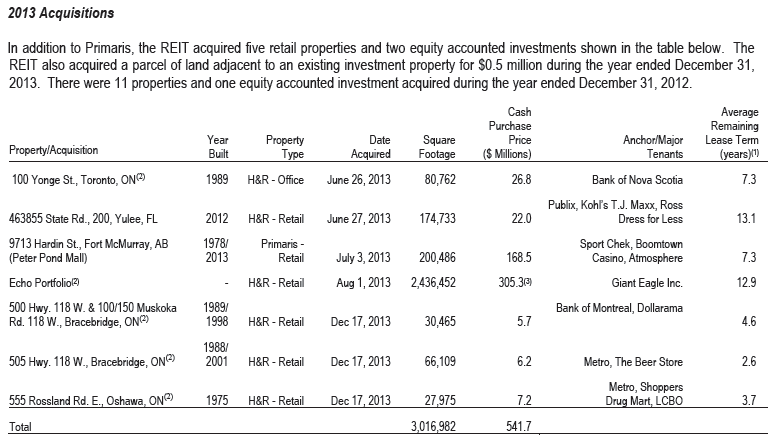 2013 Acquisitions
In addition to Primaris, the REIT acquired five retail properties and two equity accounted investments shown in the table below. The
REIT also acquired a parcel of land adjacent to an existing investment property for $0.5 million during the year ended December 31,
2013. There were 11 properties and one equity accounted investment acquired during the year ended December 31, 2012.
Property/Acquisition Year Built Property Type Date Acquired Square Footage Cash Purchase Price ($ Millions) Anchor/Major Tenants Average Remaining Lease Term (years)(1)
100 Yonge St., Toronto, ON(2) 1989 H&R - Office June 26, 2013 80,762 26.8 Bank of Nova Scotia 7.3
463855 State Rd., 200, Yulee, FL 2012 H&R - Retail June 27, 2013 174,733 22.0 Publix, Kohl's T.J. Maxx, Ross Dress for Less 13.1
9713 Hardin St., Fort McMurray, AB (Peter Pond Mall) 1978/ 2013 Primaris - Retail July 3, 2013 200,486 168.5 Sport Chek, Boomtown Casino, Atmosphere 7.3
Echo Portfolio(2) - H&R - Retail Aug 1, 2013 2,436,452 305.3(3) Giant Eagle Inc. 12.9
500 Hwy. 118 W. & 100/150 Muskoka Rd. 118 W., Bracebridge, ON(2) 1989/ 1998 H&R - Retail Dec 17, 2013 30,465 5.7 Bank of Montreal, Dollarama 4.6
505 Hwy. 118 W., Bracebridge, ON(2) 1988/ 2001 H&R - Retail Dec 17, 2013 66,109 6.2 Metro, The Beer Store 2.6
555 Rossland Rd. E., Oshawa, ON(2) 1975 H&R - Retail Dec 17, 2013 27,975 7.2 Metro, Shoppers Drug Mart, LCBO 3.7
Total 3,016,982 541.7